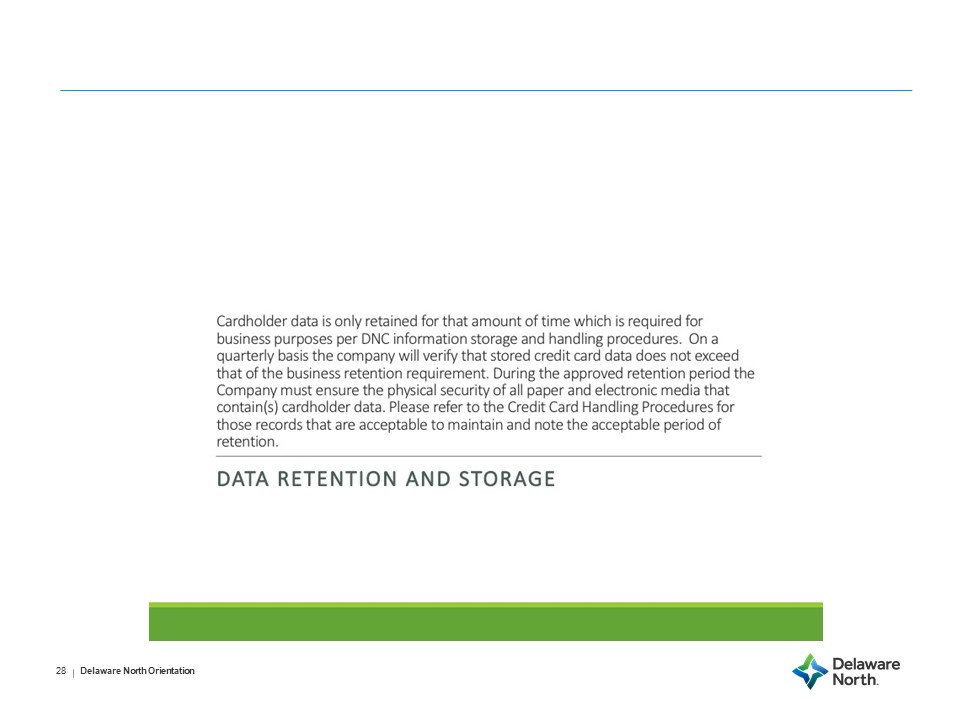 Cardholder data is only retained for that amount of time which is required for
business purposes per DNC information storage and handling procedures.  On a
quarterly basis the company will verify that stored credit card data does not exceed
that of the business retention requirement. During the approved retention period the
Company must ensure the physical security of all paper and electronic media that
contain(s) cardholder data. Please refer to the Credit Card Handling Procedures for
those records that are acceptable to maintain and note the acceptable period of
retention.
DATA RETENTION AND STORAGE
28 | Delaware North Orientation
Delaware
North.